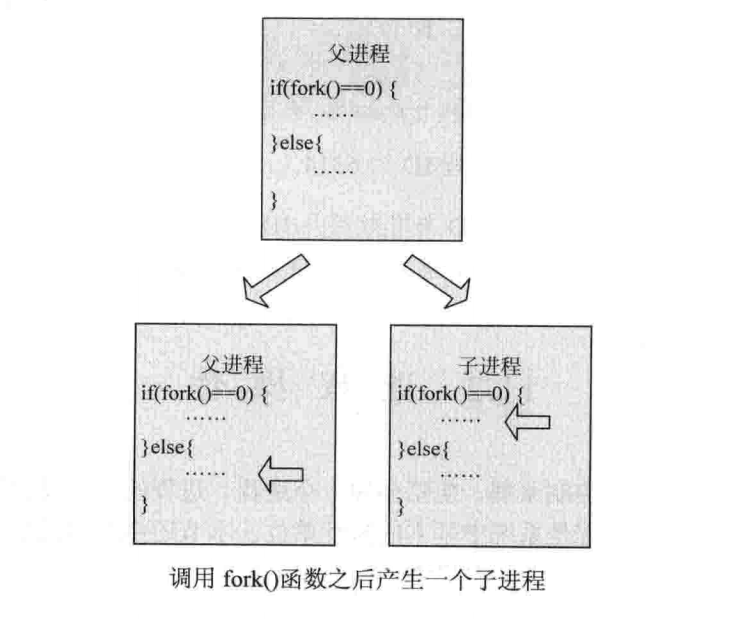 父进程
if(fork()==0) {
······
}else{
······
}
父进程
if(fork()==0) {
······
}else{
······
}
子进程
if(fork()==0) {
······
}else{
······
}
调用 fork()函数之后产生一个子进程